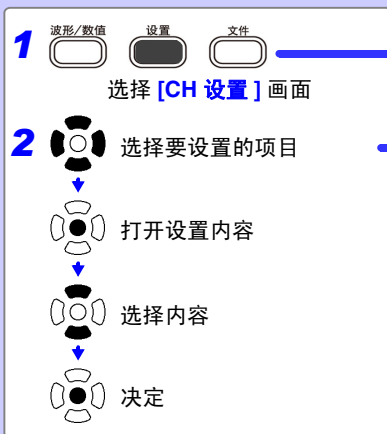 波形/数值 设置 文件
1
选择 [CH 设置 ] 画面
2 选择要设置的项目
打开设置内容
选择内容
决定